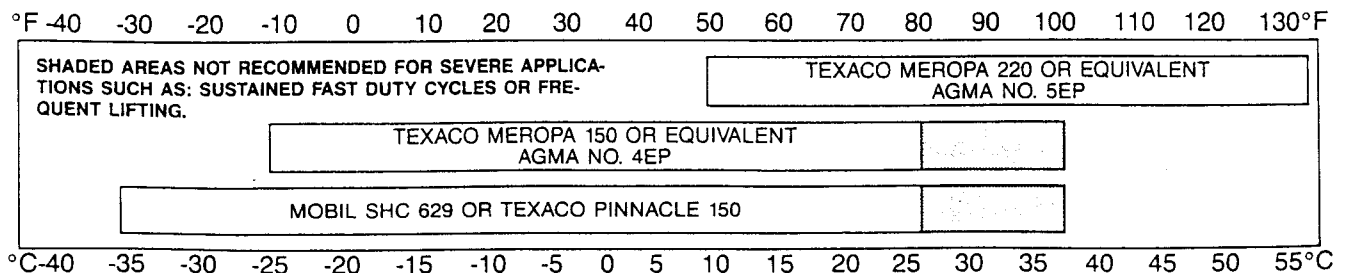 °F -40 -30 -20 -10 0 10 20 30 40 50 60 70 80 90 100 110 120 130°F
SHADED AREAS NOT RECOMMENDED FOR SEVERE APPLICA-
TIONS SUCH AS: SUSTAINED FAST DUTY CYCLES OR FRE-
QUENT LIFTING.
TEXACO MEROPA 220 OR EQUIVALENT
AGMA NO. 5EP
TEXACO MEROPA 150 OR EQUIVALENT
AGMA NO. 4EP
MOBIL SHC 629 OR TEXACO PINNACLE 150
°C-40 -35 -30 -25 -20 -15 -10 -5 0 5 10 15 20 25 30 35 40 45 50 55°C